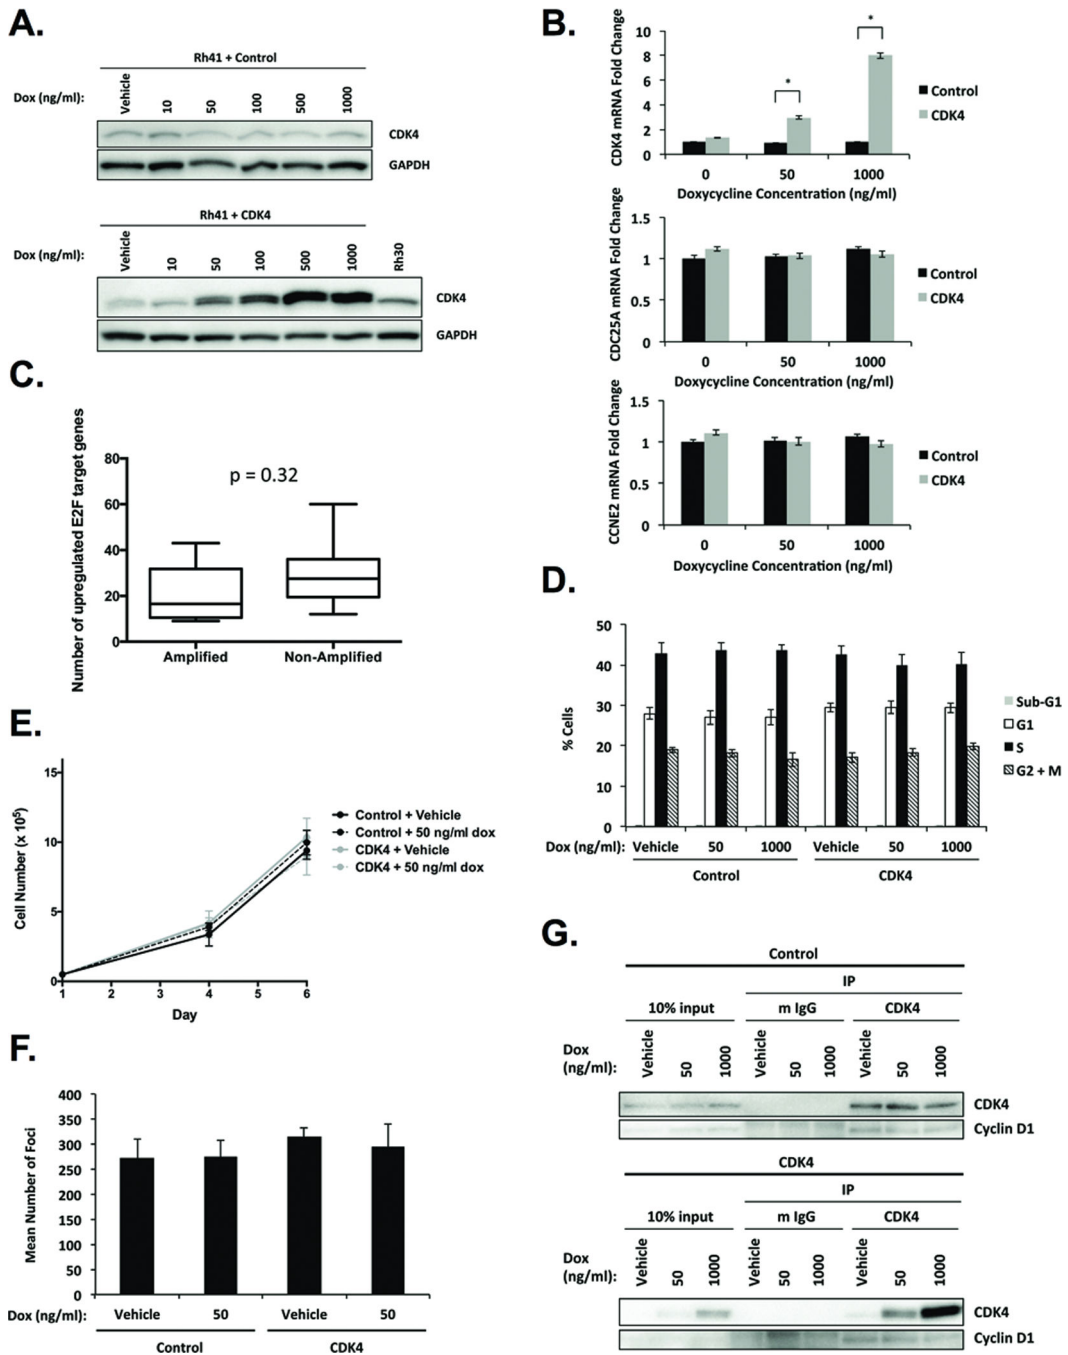 A.
Rh41 + Control
Dox (ng/ml): Vehicle 10 50 100 500 1000
CDK4
GAPDH
Rh41 + CDK4
Dox (ng/ml): Vehicle 10 50 100 500 1000 Rh30
CDK4
GAPDH
B.
CDK4 mRNA Fold Change
10
8
6
4
2
0
*
*
Control
CDK4
0 50 1000
Doxycycline Concentration (ng/ml)
CDC25A mRNA Fold Change
1.5
1
0.5
0
Control
CDK4
0 50 1000
Doxycycline Concentration (ng/ml)
CCNE2 mRNA Fold Change
1.5
1
0.5
0
Control
CDK4
0 50 1000
Doxycycline Concentration (ng/ml)
C.
Number of upregulated E2F target genes
80
60
40
20
0
p = 0.32
Amplified Non-Amplified
D.
% Cells
50
40
30
20
10
0
Sub-G1
G1
S
G2 + M
Dox (ng/ml): Vehicle 50 1000 Vehicle 50 1000
Control CDK4
E.
Cell Number (x 10⁵)
15
10
5
0
1 2 3 4 5 6
Day
Control + Vehicle
Control + 50 ng/ml dox
CDK4 + Vehicle
CDK4 + 50 ng/ml dox
F.
Mean Number of Foci
400
350
300
250
200
150
100
50
0
Dox (ng/ml): Vehicle 50 Vehicle 50
Control CDK4
G.
Control
IP
10% input m IgG CDK4
Dox
(ng/ml): Vehicle 50 1000 Vehicle 50 1000 Vehicle 50 1000
CDK4
Cyclin D1
CDK4
IP
10% input m IgG CDK4
Dox
(ng/ml): Vehicle 50 1000 Vehicle 50 1000 Vehicle 50 1000
CDK4
Cyclin D1